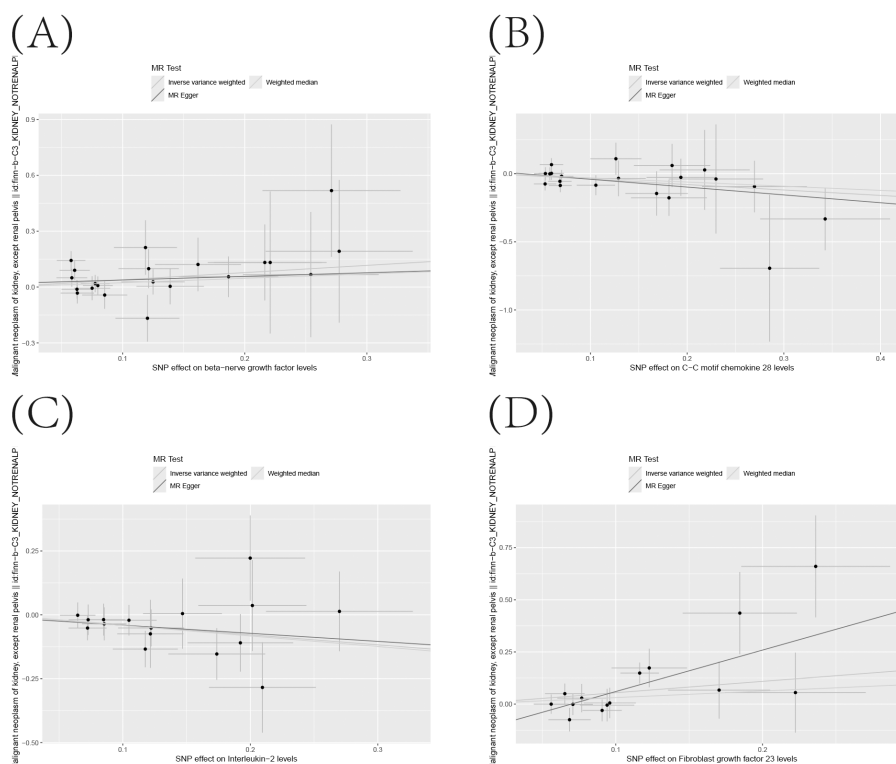 (A)
MR Test
Inverse variance weighted
Weighted median
MR Egger
alignant neoplasm of kidney, except renal pelvis || id:finn-b-C3_KIDNEY_NOTRENALP
0.9
0.6
0.3
0.0
−0.3
0.1
0.2
0.3
SNP effect on beta-nerve growth factor levels
(B)
MR Test
Inverse variance weighted
Weighted median
MR Egger
alignant neoplasm of kidney, except renal pelvis || id:finn−b−C3_KIDNEY_NOTRENALP
0.0
−0.5
−1.0
0.1
0.2
0.3
0.4
SNP effect on C−C motif chemokine 28 levels
(C)
MR Test
Inverse variance weighted
Weighted median
MR Egger
alignant neoplasm of kidney, except renal pelvis || id:finn−b−C3_KIDNEY_NOTRENALP
0.25
0.00
−0.25
−0.50
0.1
0.2
0.3
SNP effect on Interleukin−2 levels
(D)
MR Test
Inverse variance weighted
Weighted median
MR Egger
alignant neoplasm of kidney, except renal pelvis || id:finn−b−C3_KIDNEY_NOTRENALP
0.75
0.50
0.25
0.00
0.1
0.2
SNP effect on Fibroblast growth factor 23 levels